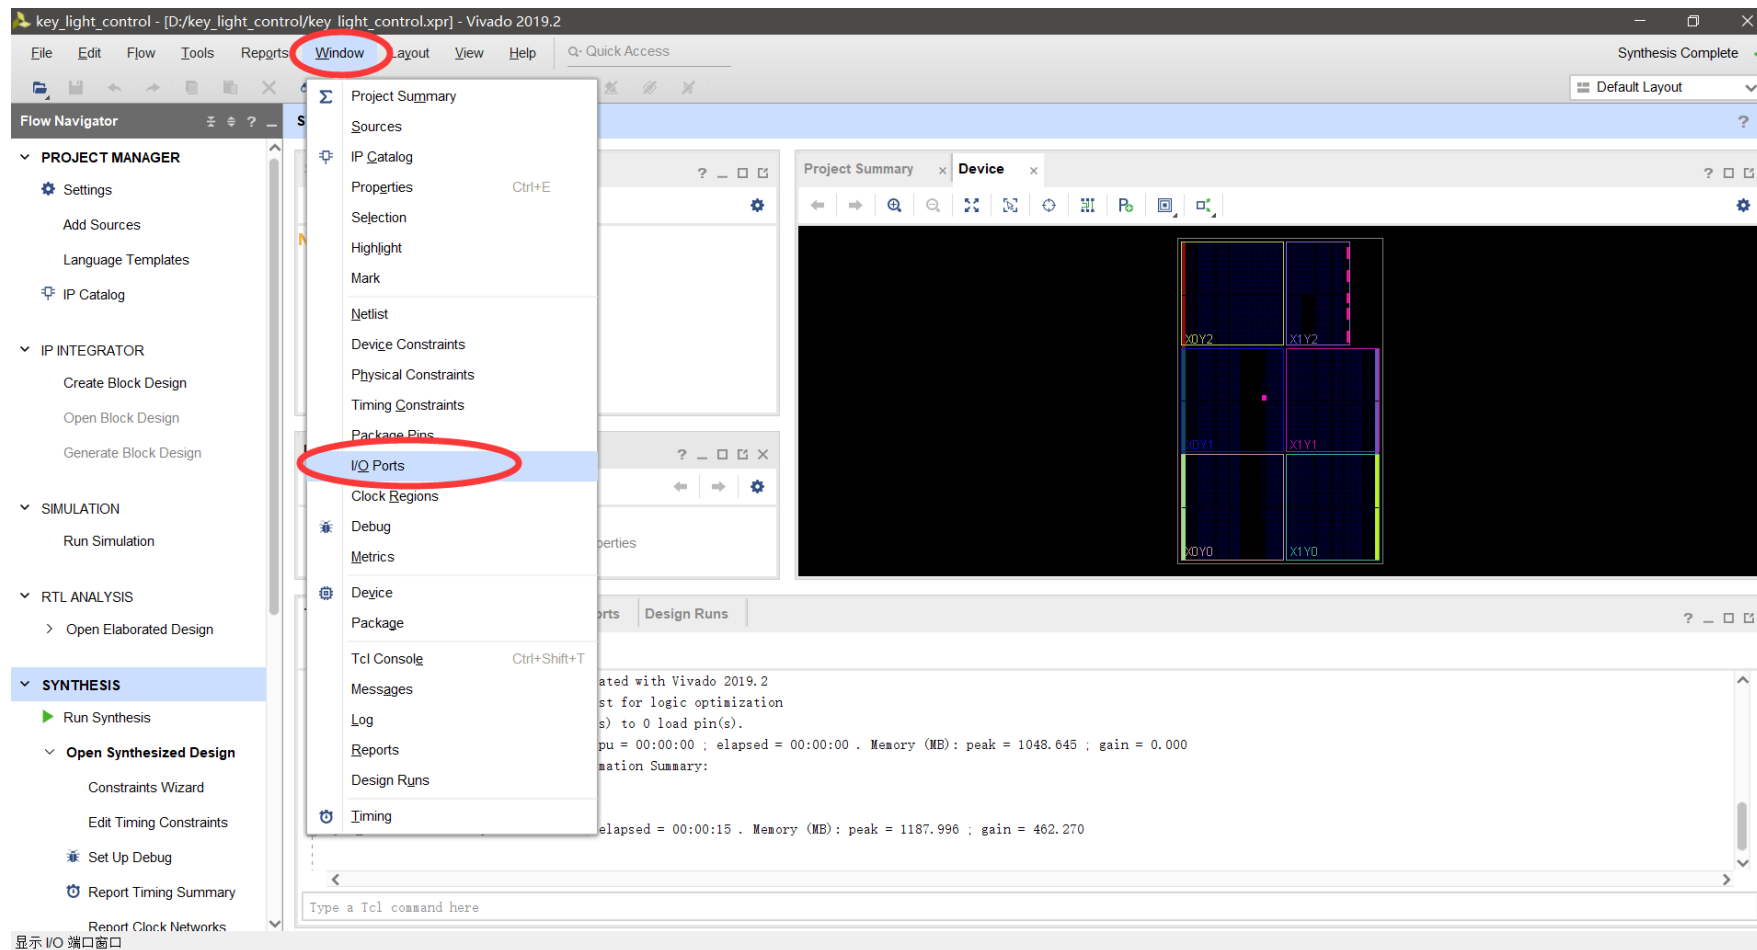 key_light_control - [D:/key_light_control/key_light_control.xpr] - Vivado 2019.2
File Edit Flow Tools Reports Window Layout View Help Quick Access
Synthesis Complete
Default Layout
Flow Navigator
PROJECT MANAGER
Settings
Add Sources
Language Templates
IP Catalog
IP INTEGRATOR
Create Block Design
Open Block Design
Generate Block Design
SIMULATION
Run Simulation
RTL ANALYSIS
Open Elaborated Design
SYNTHESIS
Run Synthesis
Open Synthesized Design
Constraints Wizard
Edit Timing Constraints
Set Up Debug
Report Timing Summary
Report Clock Networks
Project Summary
Sources
IP Catalog
Properties Ctrl+E
Selection
Highlight
Mark
Netlist
Device Constraints
Physical Constraints
Timing Constraints
Package Pins
I/O Ports
Clock Regions
Debug
Metrics
Device
Package
Tcl Console Ctrl+Shift+T
Messages
Log
Reports
Design Runs
Timing
Project Summary Device
X0Y2 X1Y2
X0Y1 X1Y1
X0Y0 X1Y0
perties
orts Design Runs
ated with Vivado 2019.2
st for logic optimization
s) to 0 load pin(s).
pu = 00:00:00 ; elapsed = 00:00:00 . Memory (MB): peak = 1048.645 ; gain = 0.000
mation Summary:
elapsed = 00:00:15 . Memory (MB): peak = 1187.996 ; gain = 462.270
Type a Tcl command here
显示 I/O 端口窗口